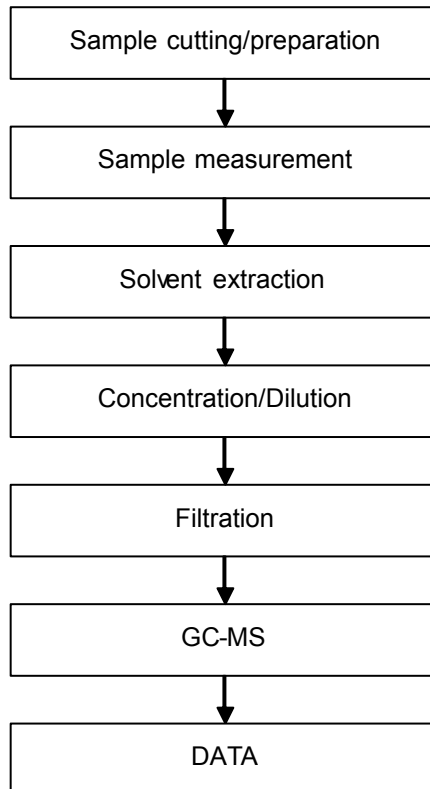 Sample cutting/preparation
Sample measurement
Solvent extraction
Concentration/Dilution
Filtration
GC-MS
DATA